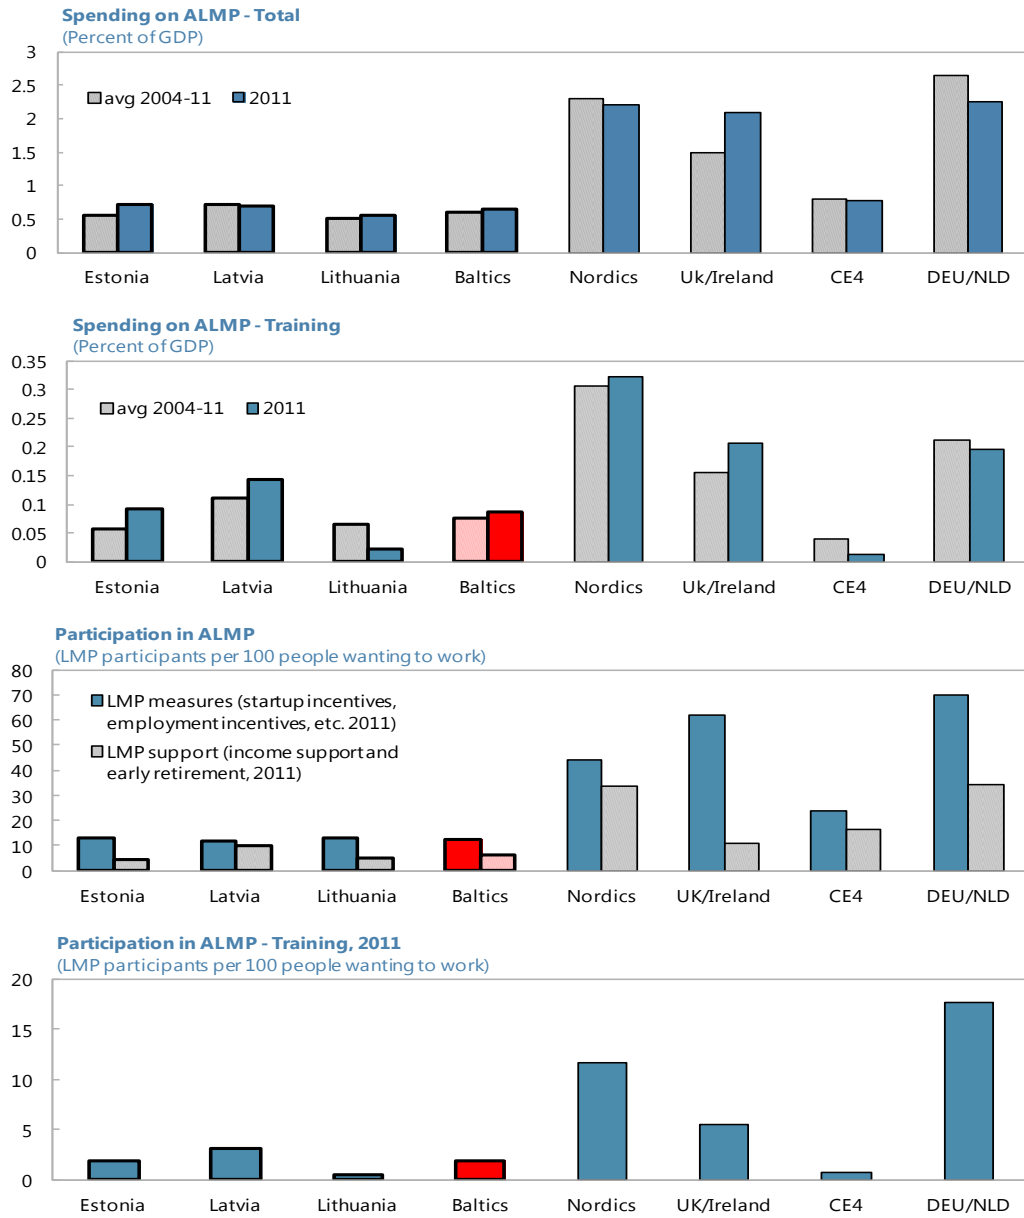 Spending on ALMP - Total
(Percent of GDP)
3
2.5
2
1.5
1
0.5
0
avg 2004-11
2011
Estonia
Latvia
Lithuania
Baltics
Nordics
Uk/Ireland
CE4
DEU/NLD
Spending on ALMP - Training
(Percent of GDP)
0.35
0.3
0.25
0.2
0.15
0.1
0.05
0
avg 2004-11
2011
Estonia
Latvia
Lithuania
Baltics
Nordics
Uk/Ireland
CE4
DEU/NLD
Participation in ALMP
(LMP participants per 100 people wanting to work)
80
70
60
50
40
30
20
10
0
LMP measures (startup incentives,
employment incentives, etc. 2011)
LMP support (income support and
early retirement, 2011)
Estonia
Latvia
Lithuania
Baltics
Nordics
UK/Ireland
CE4
DEU/NLD
Participation in ALMP - Training, 2011
(LMP participants per 100 people wanting to work)
20
15
10
5
0
Estonia
Latvia
Lithuania
Baltics
Nordics
UK/Ireland
CE4
DEU/NLD